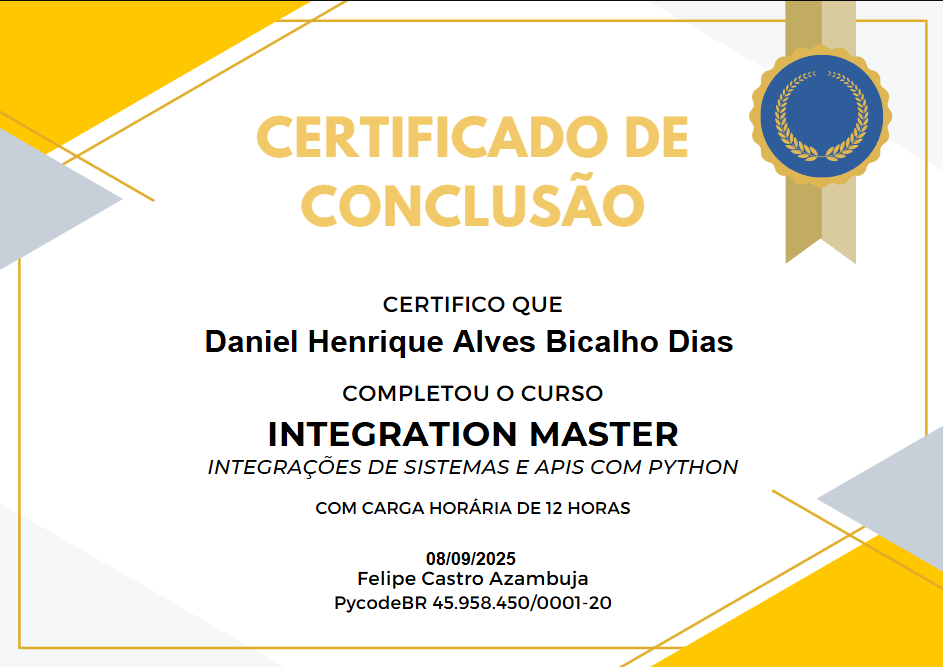 CERTIFICADO DE
CONCLUSÃO
CERTIFICO QUE
Daniel Henrique Alves Bicalho Dias
COMPLETOU O CURSO
INTEGRATION MASTER
INTEGRAÇÕES DE SISTEMAS E APIS COM PYTHON
COM CARGA HORÁRIA DE 12 HORAS
08/09/2025
Felipe Castro Azambuja
PycodeBR 45.958.450/0001-20